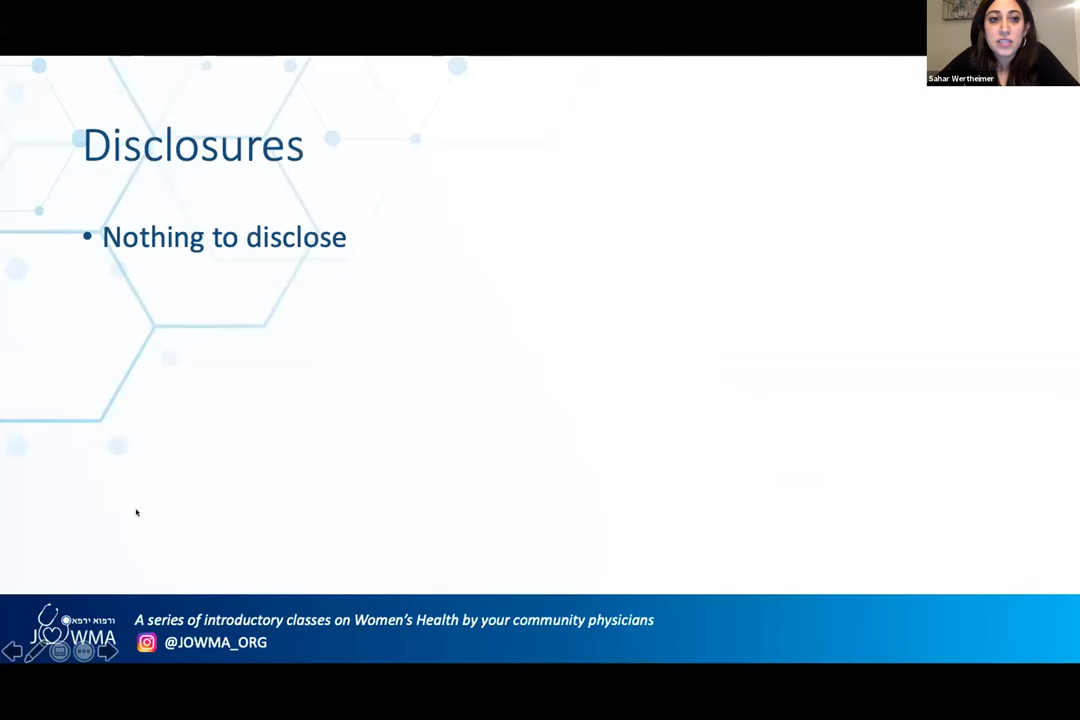 Sahar Wertheimer
Disclosures
• Nothing to disclose
ורפוא ירפא
JOWMA
A series of introductory classes on Women's Health by your community physicians
@JOWMA_ORG